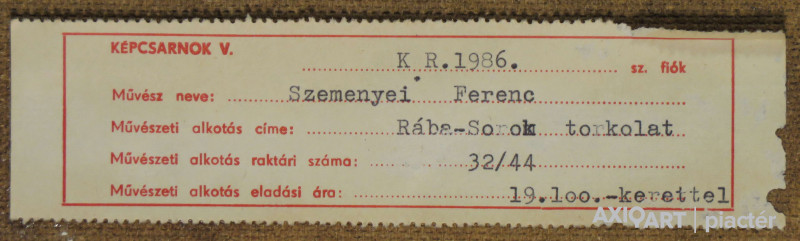 KÉPCSARNOK V.
K R.1986. sz. fiók
Művész neve: Szemenyei Ferenc
Művészeti alkotás címe: Rába-Sorok torkolat
Művészeti alkotás raktári száma: 32/44
Művészeti alkotás eladási ára: 19.loo.-kerettel
AXIOART | piactér